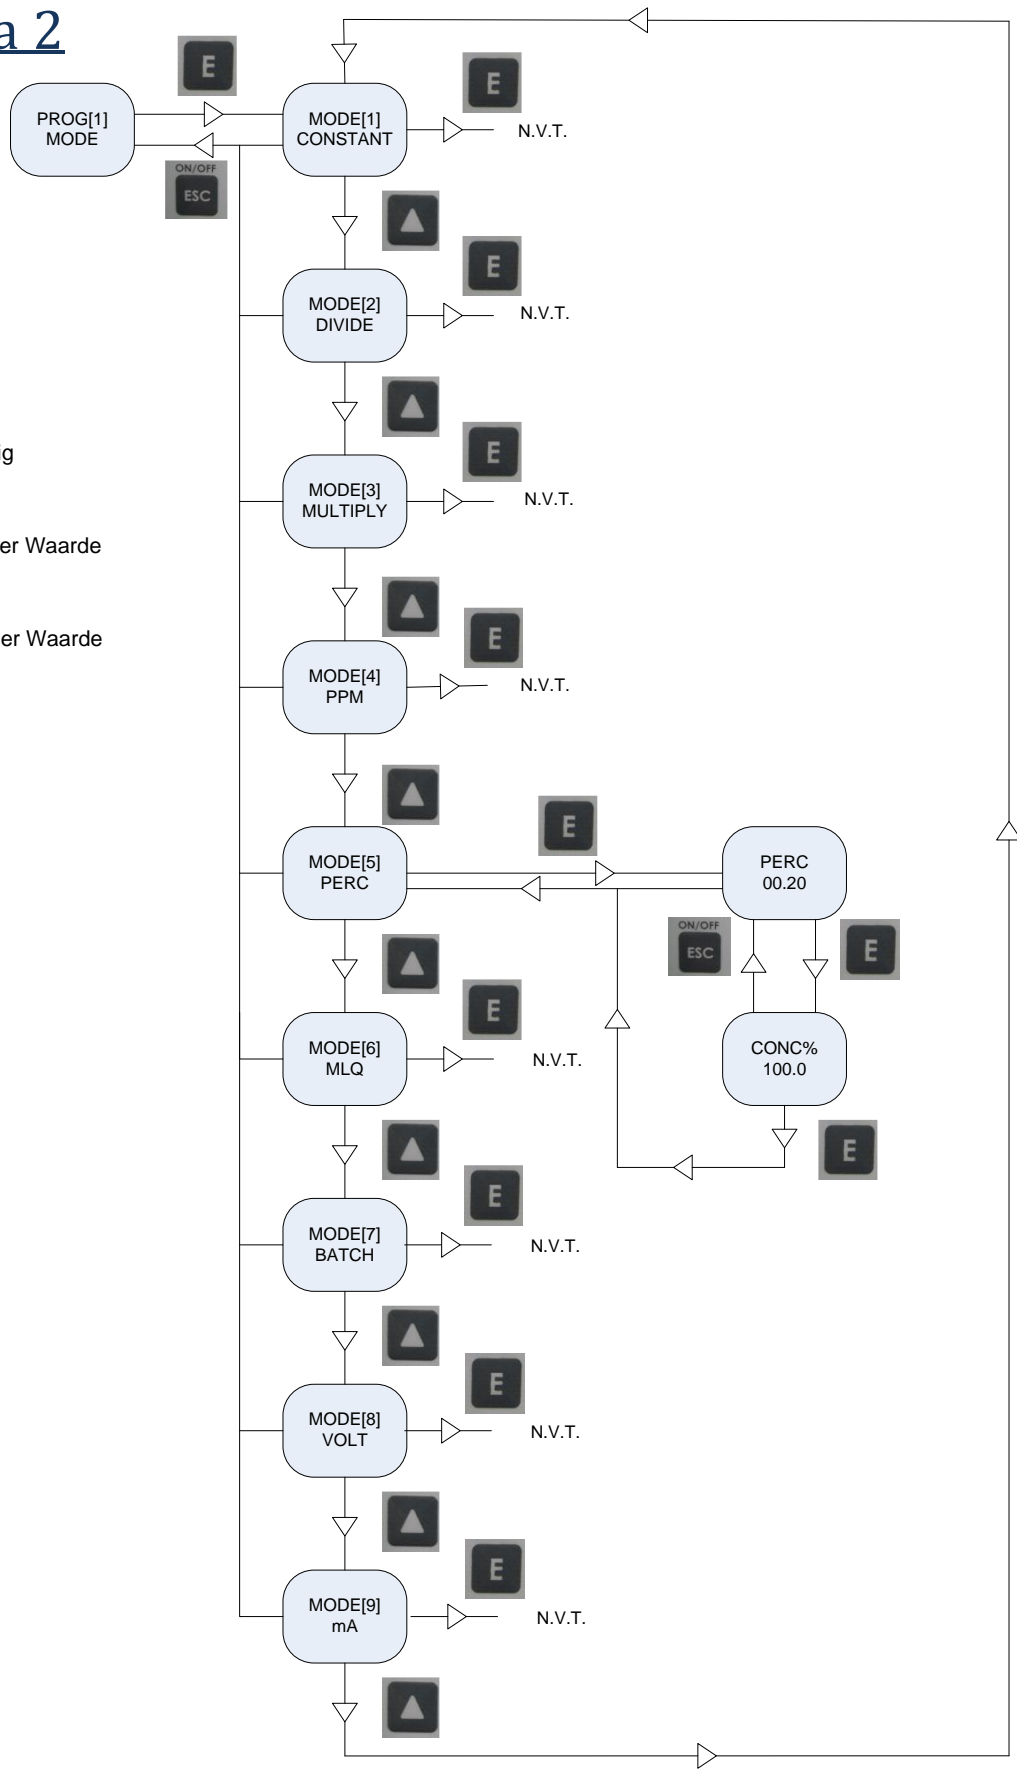 a 2
E
E
PROG[1]
MODE
MODE[1]
CONSTANT
N.V.T.
ON/OFF
ESC
E
MODE[2]
DIVIDE
N.V.T.
ig
E
MODE[3]
MULTIPLY
N.V.T.
er Waarde
er Waarde
E
MODE[4]
PPM
N.V.T.
E
MODE[5]
PERC
PERC
00.20
ON/OFF
ESC
E
E
MODE[6]
MLQ
N.V.T.
CONC%
100.0
E
E
MODE[7]
BATCH
N.V.T.
E
MODE[8]
VOLT
N.V.T.
E
MODE[9]
mA
N.V.T.